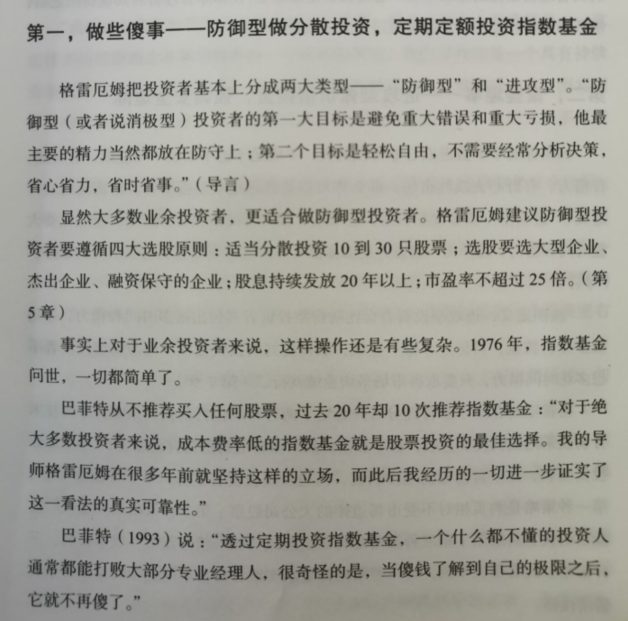 第一，做些傻事——防御型做分散投资，定期定额投资指数基金
格雷厄姆把投资者基本上分成两大类型——“防御型”和“进攻型”。“防
御型（或者说消极型）投资者的第一大目标是避免重大错误和重大亏损，他最
主要的精力当然都放在防守上；第二个目标是轻松自由，不需要经常分析决策，
省心省力，省时省事。”（导言）
显然大多数业余投资者，更适合做防御型投资者。格雷厄姆建议防御型投
资者要遵循四大选股原则：适当分散投资 10 到 30 只股票；选股要选大型企业、
杰出企业、融资保守的企业；股息持续发放 20 年以上；市盈率不超过 25 倍。（第
5 章）
事实上对于业余投资者来说，这样操作还是有些复杂。1976 年，指数基金
问世，一切都简单了。
巴菲特从不推荐买入任何股票，过去 20 年却 10 次推荐指数基金：“对于绝
大多数投资者来说，成本费率低的指数基金就是股票投资的最佳选择。我的导
师格雷厄姆在很多年前就坚持这样的立场，而此后我经历的一切进一步证实了
这一看法的真实可靠性。”
巴菲特（1993）说：“透过定期投资指数基金，一个什么都不懂的投资人
通常都能打败大部分专业经理人，很奇怪的是，当傻钱了解到自己的极限之后，
它就不再傻了。”